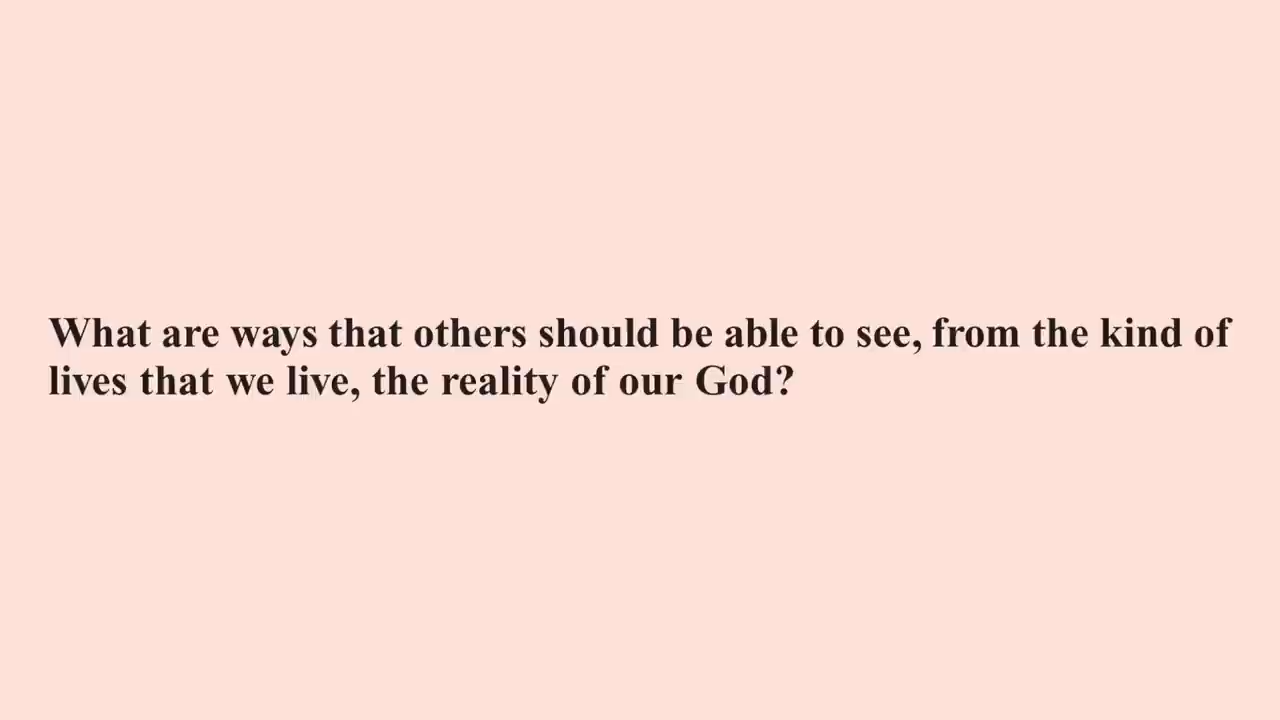 What are ways that others should be able to see, from the kind of
lives that we live, the reality of our God?